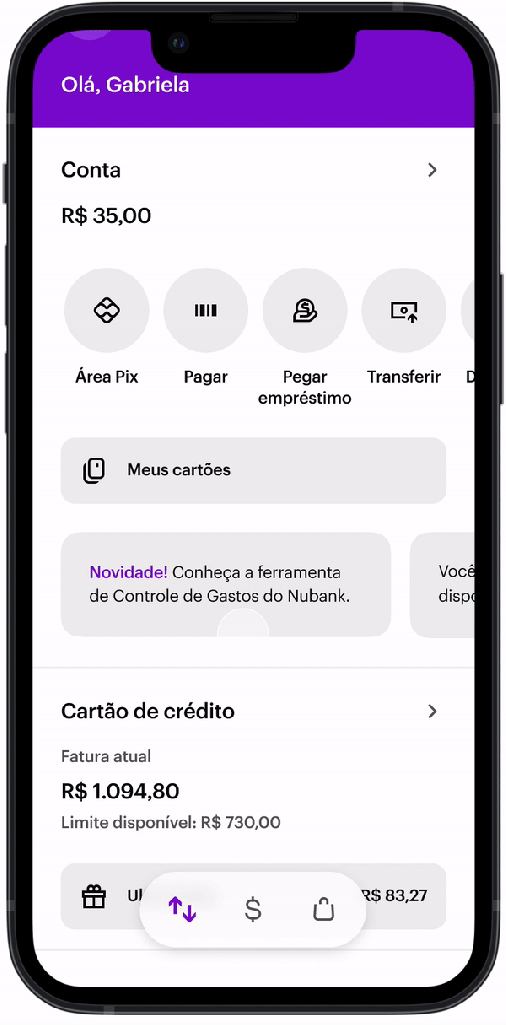 Olá, Gabriela
Conta
R$ 35,00
Área Pix
Pagar
Pegar
empréstimo
Transferir
D
Meus cartões
Novidade! Conheça a ferramenta
de Controle de Gastos do Nubank.
Você
dispo
Cartão de crédito
Fatura atual
R$ 1.094,80
Limite disponível: R$ 730,00
R$ 83,27
$